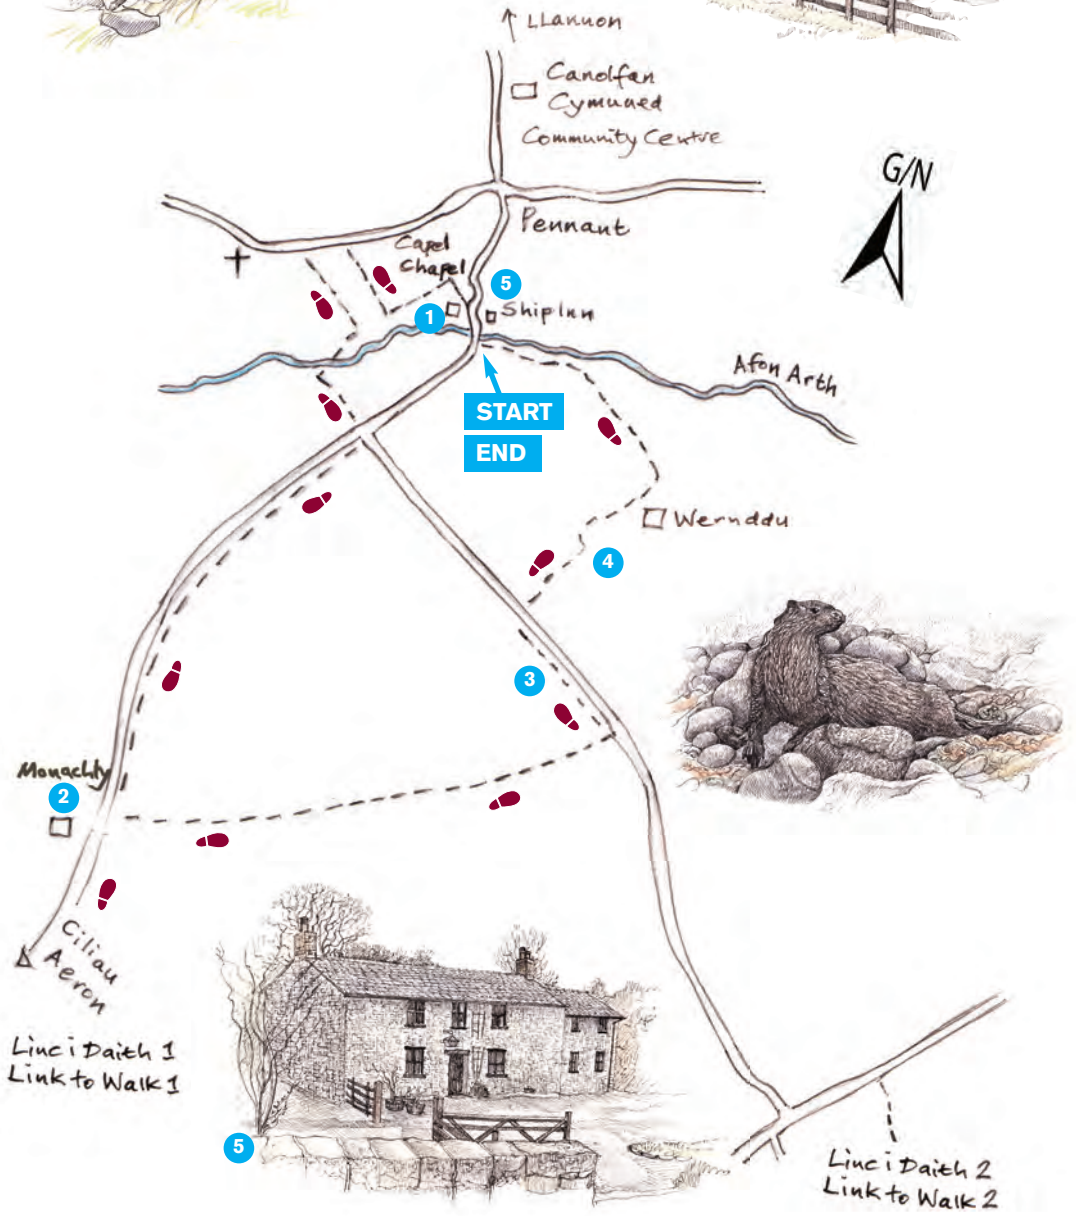 LLannon
Canolfan
Cymuned
Community Centre
G/N
Pennant
Capel
Chapel
5
1
Ship Inn
Afon Arth
START
END
Wernddu
4
3
Monachty
2
Ciliau
Aeron
Linc i Daith 1
Link to Walk 1
5
Linc i Daith 2
Link to Walk 2